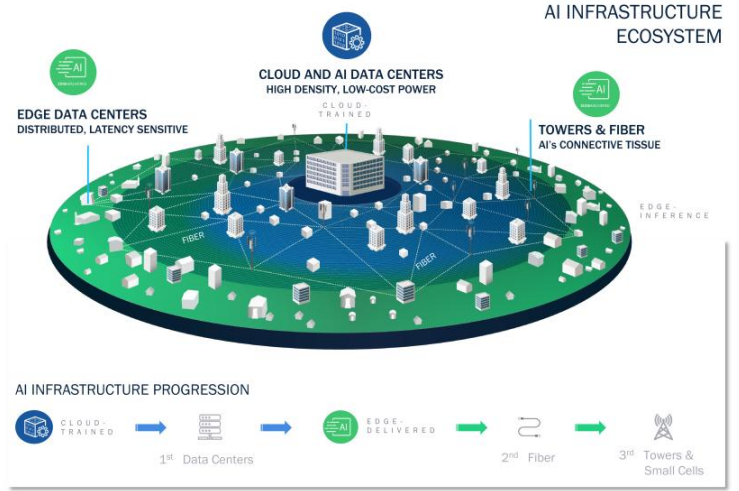 AI INFRASTRUCTURE
ECOSYSTEM
CLOUD AND AI DATA CENTERS
HIGH DENSITY, LOW-COST POWER
CLOUD-
TRAINED
AI
EDGE DATA CENTERS
DISTRIBUTED, LATENCY SENSITIVE
AI
TOWERS & FIBER
AI's CONNECTIVE TISSUE
EDGE-
INFERENCE
FIBER
FIBER
AI INFRASTRUCTURE PROGRESSION
CLOUD-
TRAINED
1st Data Centers
AI
EDGE-
DELIVERED
2nd Fiber
3rd Towers &
Small Cells